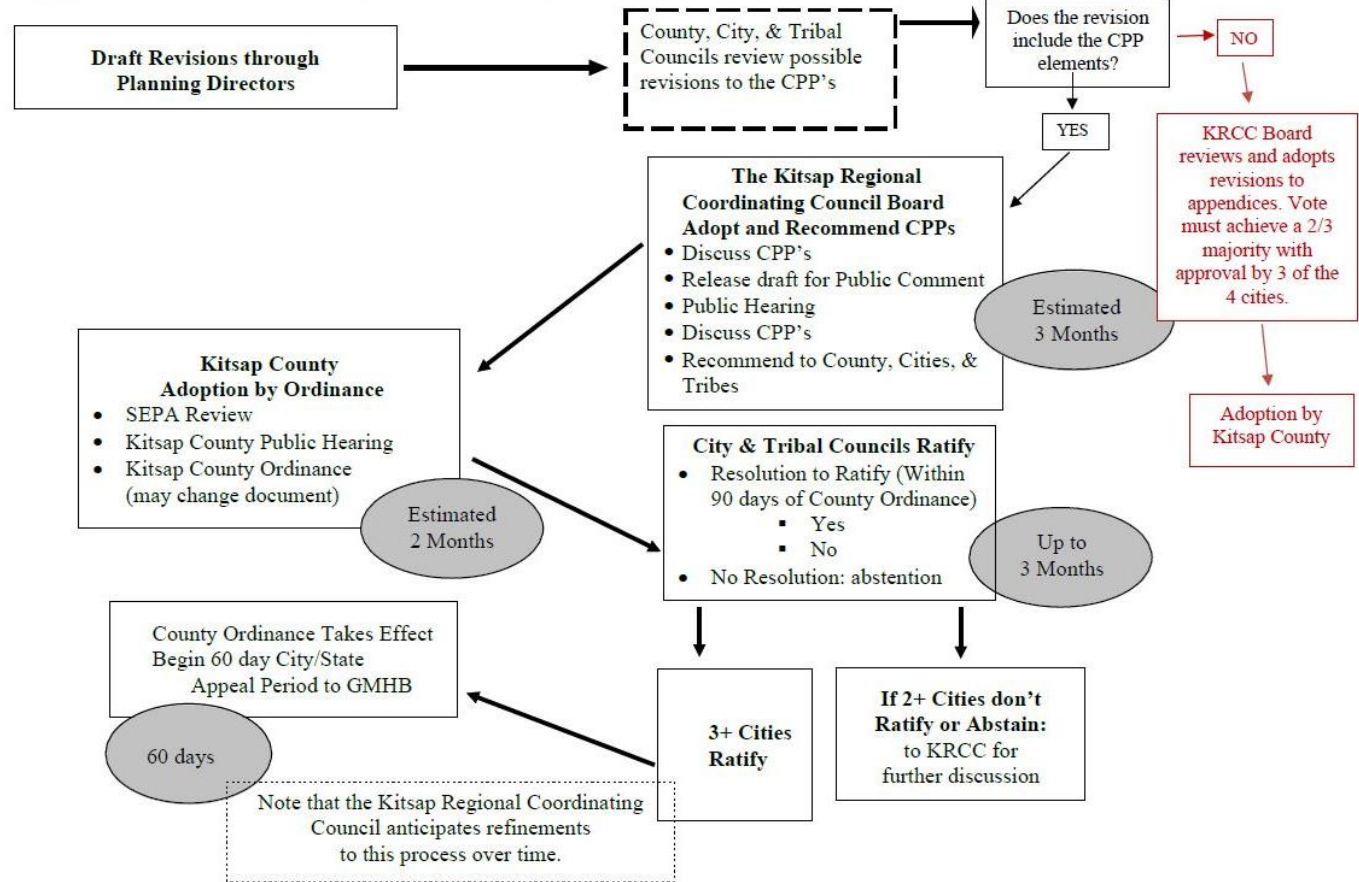 Draft Revisions through
Planning Directors
County, City, & Tribal
Councils review possible
revisions to the CPP’s
Does the revision
include the CPP
elements?
NO
YES
KRCC Board
reviews and adopts
revisions to
appendices. Vote
must achieve a 2/3
majority with
approval by 3 of the
4 cities.
Adoption by
Kitsap County
The Kitsap Regional
Coordinating Council Board
Adopt and Recommend CPPs
• Discuss CPP’s
• Release draft for Public Comment
• Public Hearing
• Discuss CPP’s
• Recommend to County, Cities, &
Tribes
Estimated
3 Months
Kitsap County
Adoption by Ordinance
• SEPA Review
• Kitsap County Public Hearing
• Kitsap County Ordinance
(may change document)
Estimated
2 Months
City & Tribal Councils Ratify
• Resolution to Ratify (Within
90 days of County Ordinance)
▪ Yes
▪ No
• No Resolution: abstention
Up to
3 Months
3+ Cities
Ratify
If 2+ Cities don’t
Ratify or Abstain:
to KRCC for
further discussion
County Ordinance Takes Effect
Begin 60 day City/State
Appeal Period to GMHB
60 days
Note that the Kitsap Regional Coordinating
Council anticipates refinements
to this process over time.